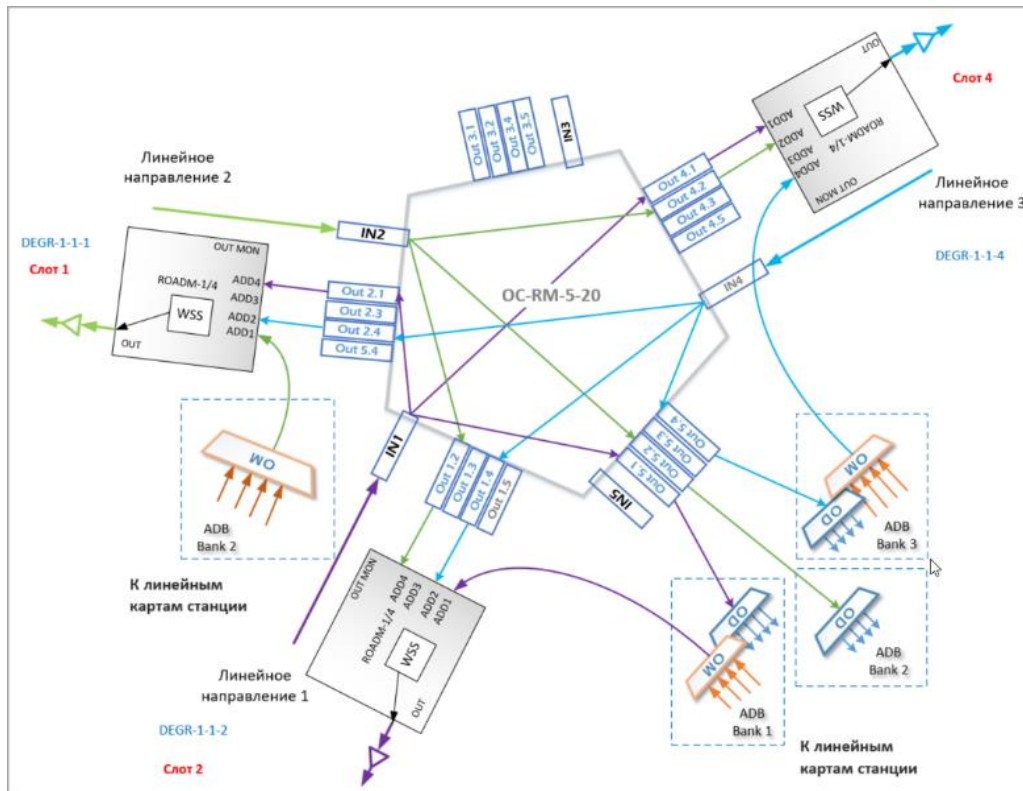 Out 3.1
Out 3.2
Out 3.4
Out 3.5
IN3
OUT
Слот 4
WSS
ROADM-1/4
ADD1
ADD2
ADD3
ADD4
OUT MON
Линейное
направление 2
Out 4.1
Out 4.2
Out 4.3
Out 4.5
Линейное
направление 3
DEGR-1-1-4
IN2
DEGR-1-1-1
Слот 1
OUT MON
ROADM-1/4
WSS
ADD4
ADD3
ADD2
ADD1
OUT
Out 2.1
Out 2.3
Out 2.4
Out 5.4
OC-RM-5-20
IN4
IN1
Out 1.2
Out 1.3
Out 1.4
Out 1.5
Out 5.4
Out 5.3
Out 5.2
Out 5.1
IN5
OM
ADB
Bank 2
OM
OD
ADB
Bank 3
К линейным
картам станции
OUT MON
ADD4
ADD3
ADD2
ADD1
ROADM-1/4
WSS
OUT
OD
OM
ADB
Bank 1
OD
ADB
Bank 2
Линейное
направление 1
DEGR-1-1-2
Слот 2
К линейным
картам станции